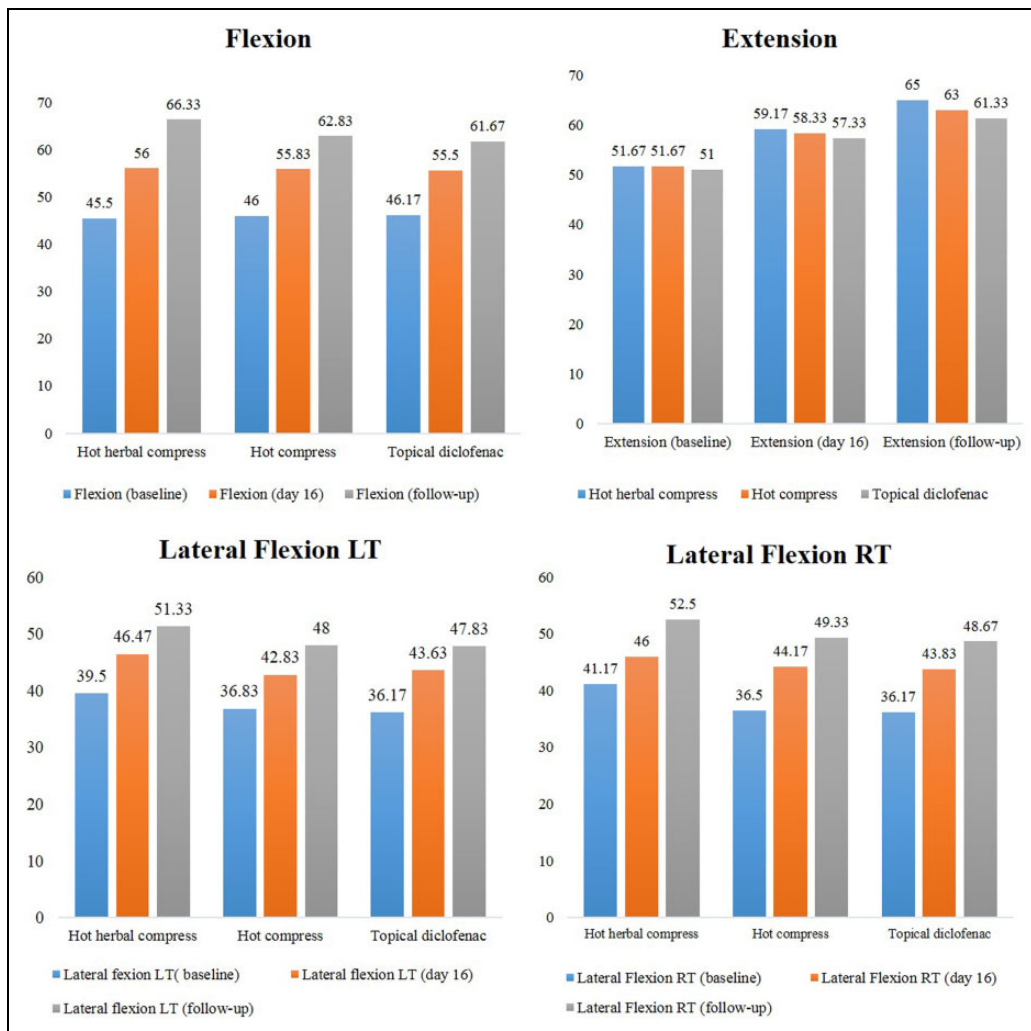 Flexion
70
60
50
40
30
20
10
0
45.5 56 66.33 46 55.83 62.83 46.17 55.5 61.67
Hot herbal compress Hot compress Topical diclofenac
Flexion (baseline) Flexion (day 16) Flexion (follow-up)
Extension
70
60
50
40
30
20
10
0
51.67 51.67 51 59.17 58.33 57.33 65 63 61.33
Extension (baseline) Extension (day 16) Extension (follow-up)
Hot herbal compress Hot compress Topical diclofenac
Lateral Flexion LT
60
50
40
30
20
10
0
39.5 46.47 51.33 36.83 42.83 48 36.17 43.63 47.83
Hot herbal compress Hot compress Topical diclofenac
Lateral fexion LT( baseline) Lateral flexion LT (day 16)
Lateral flexion LT (follow-up)
Lateral Flexion RT
60
50
40
30
20
10
0
41.17 46 52.5 36.5 44.17 49.33 36.17 43.83 48.67
Hot herbal compress Hot compress Topical diclofenac
Lateral Flexion RT (baseline) Lateral Flexion RT (day 16)
Lateral Flexion RT (follow-up)